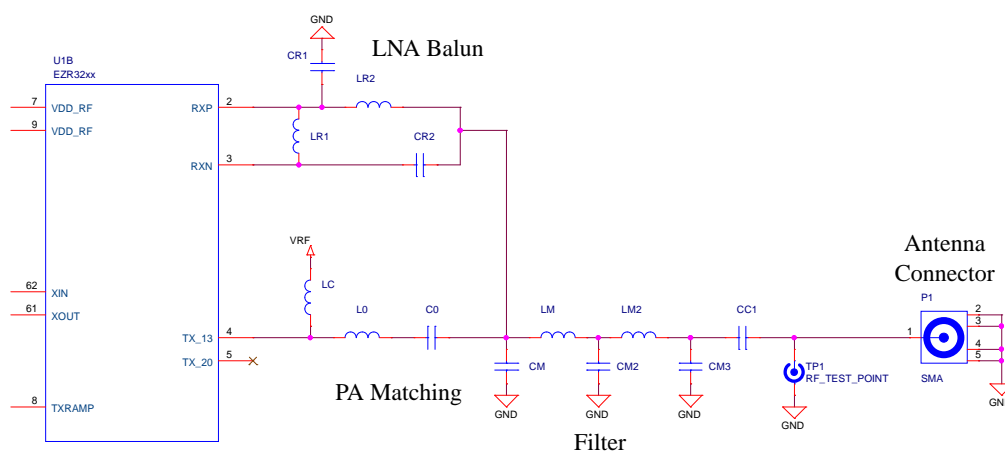 GND
LNA Balun
CR1
U1B
EZR32xx
LR2
7 VDD_RF RXP 2
9 VDD_RF
LR1 CR2
RXN 3
VRF
Antenna
Connector
62 XIN
LC
P1
61 XOUT
L0 C0 LM LM2 CC1
2
3
TX_13 4
1
4
5
TX_20 5
CM CM2 CM3
TP1
RF_TEST_POINT
SMA
PA Matching
8 TXRAMP
GND GND GND
GND
GN
Filter